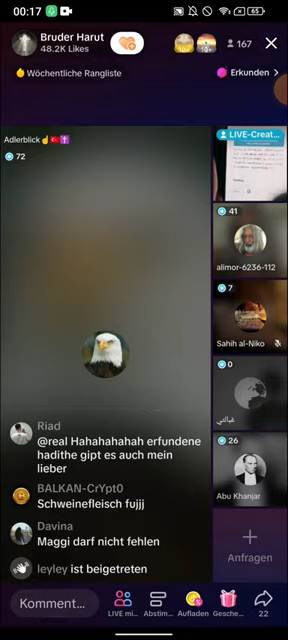 00:17
65
Bruder Harut
48.2K Likes
10+
167
Wöchentliche Rangliste
Erkunden
Adlerblick
72
LIVE-Creat...
41
alimor-6236-112
7
Sahih al-Niko
0
26
Abu Khanjar
Riad
@real Hahahahahah erfundene
hadithe gipt es auch mein
lieber
BALKAN-CrYpt0
Schweinefleisch fujjj
Davina
Maggi darf nicht fehlen
leyley ist beigetreten
Anfragen
Komment...
LIVE mi...
Abstim...
Aufladen
Gesche...
22